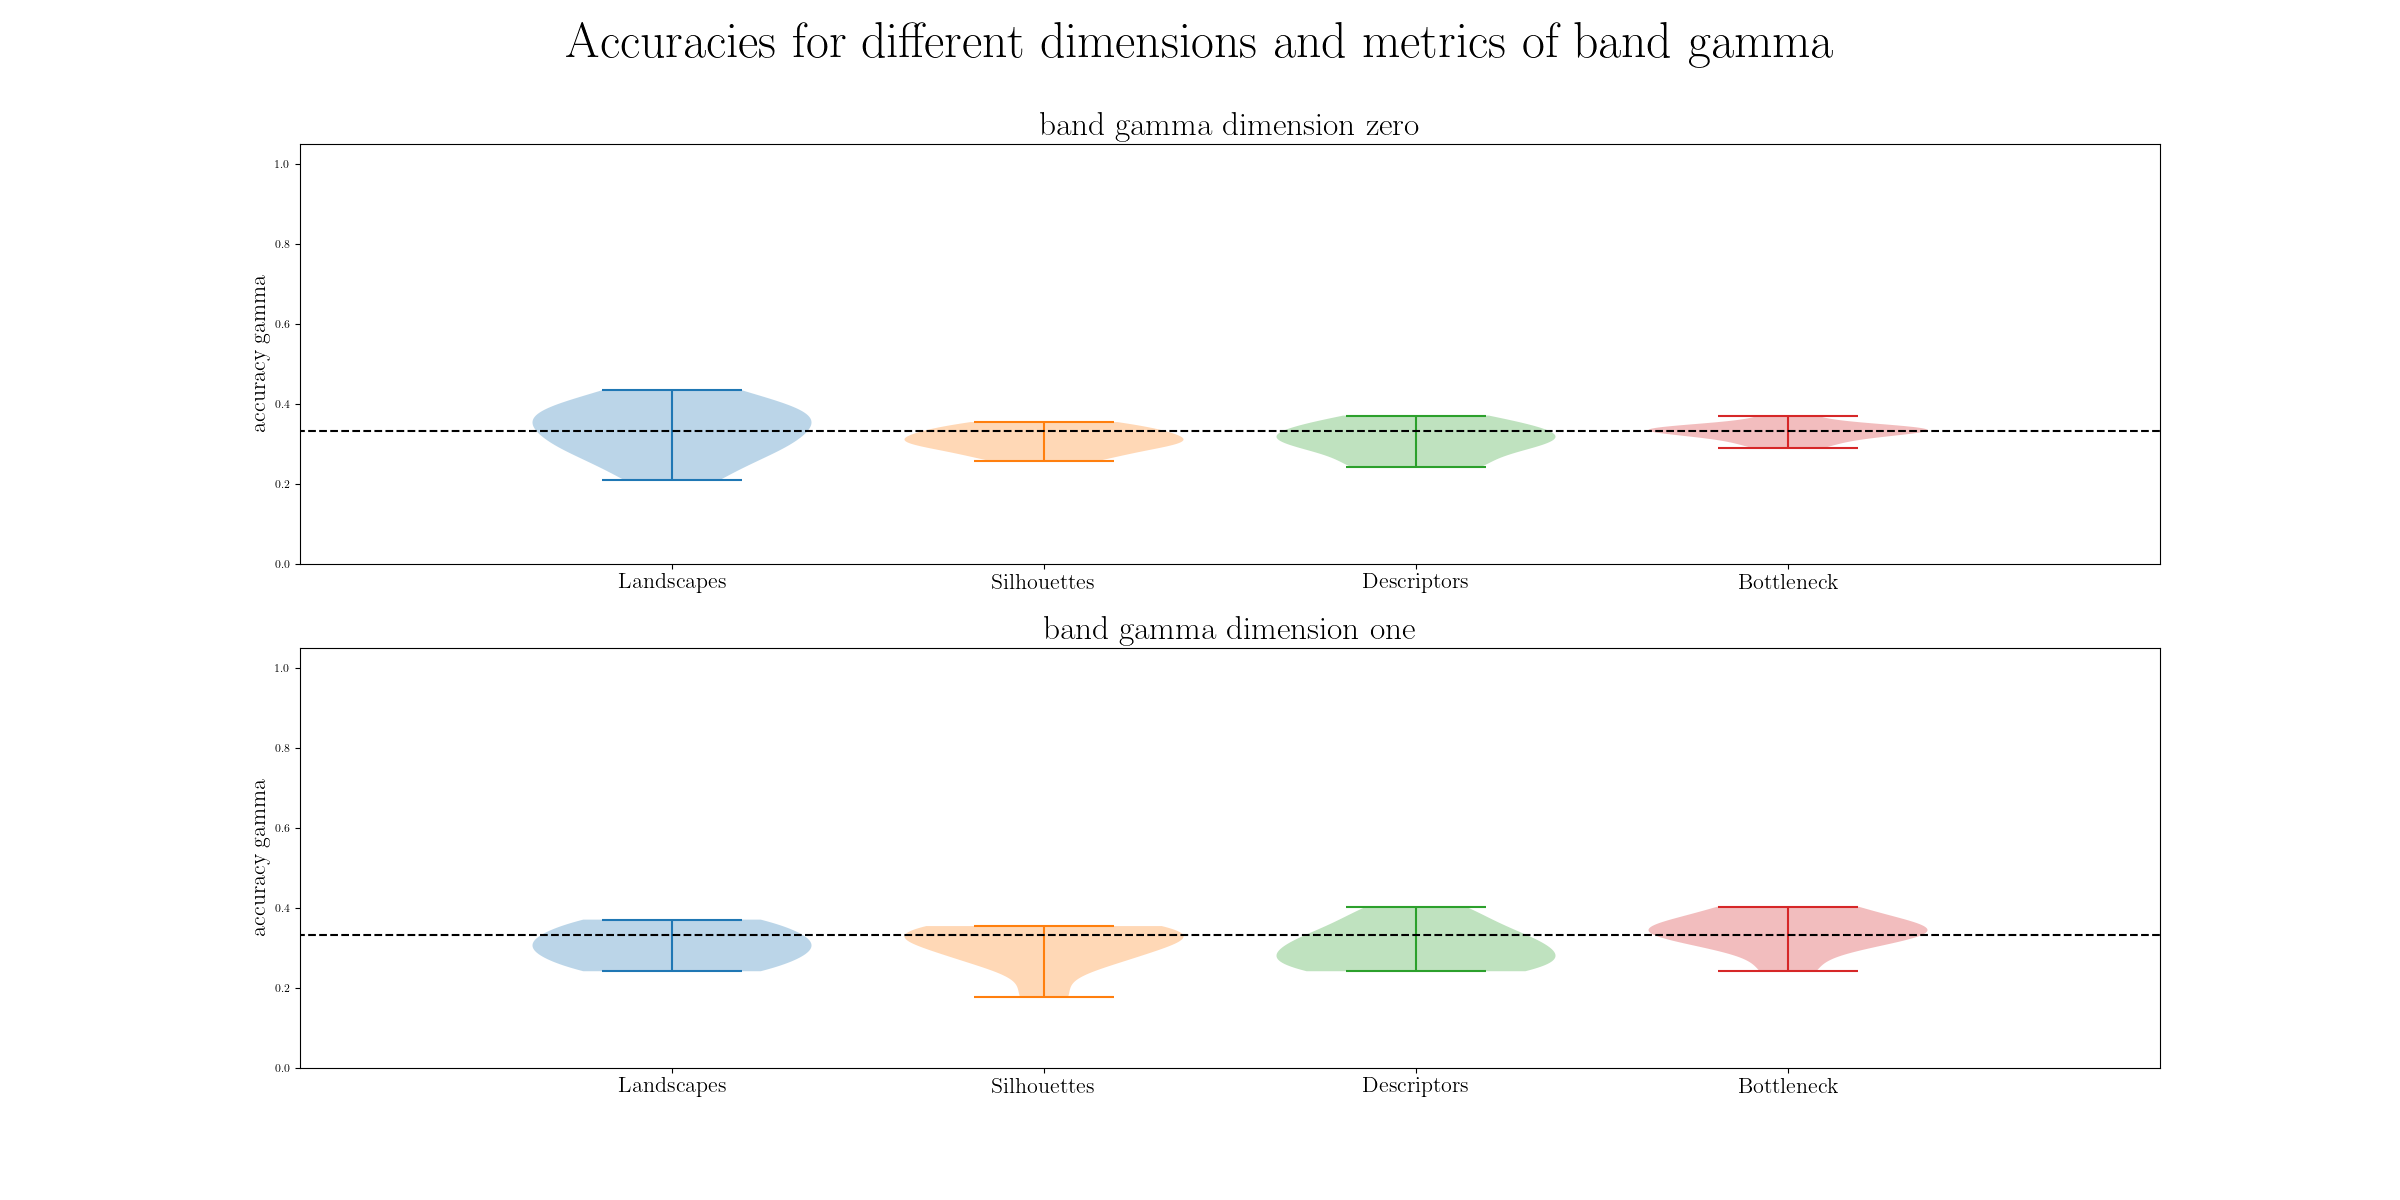 Accuracies for different dimensions and metrics of band gamma
band gamma dimension zero
1.0
0.8
0.6
0.4
0.2
0.0
accuracy gamma
Landscapes Silhouettes Descriptors Bottleneck
band gamma dimension one
1.0
0.8
0.6
0.4
0.2
0.0
accuracy gamma
Landscapes Silhouettes Descriptors Bottleneck